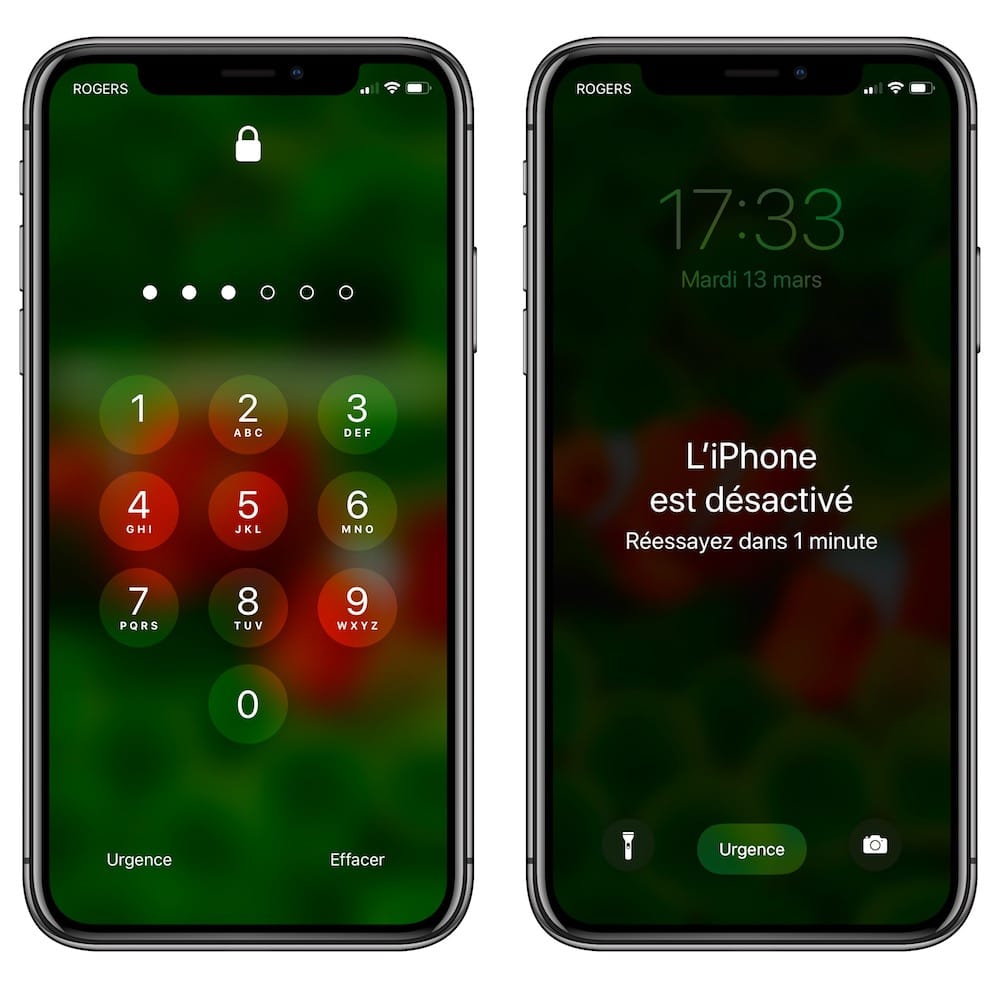 ROGERS
1
2
ABC
3
DEF
4
GHI
5
JKL
6
MNO
7
PQRS
8
TUV
9
WXYZ
0
Urgence
Effacer
ROGERS
17:33
Mardi 13 mars
L’iPhone
est désactivé
Réessayez dans 1 minute
Urgence